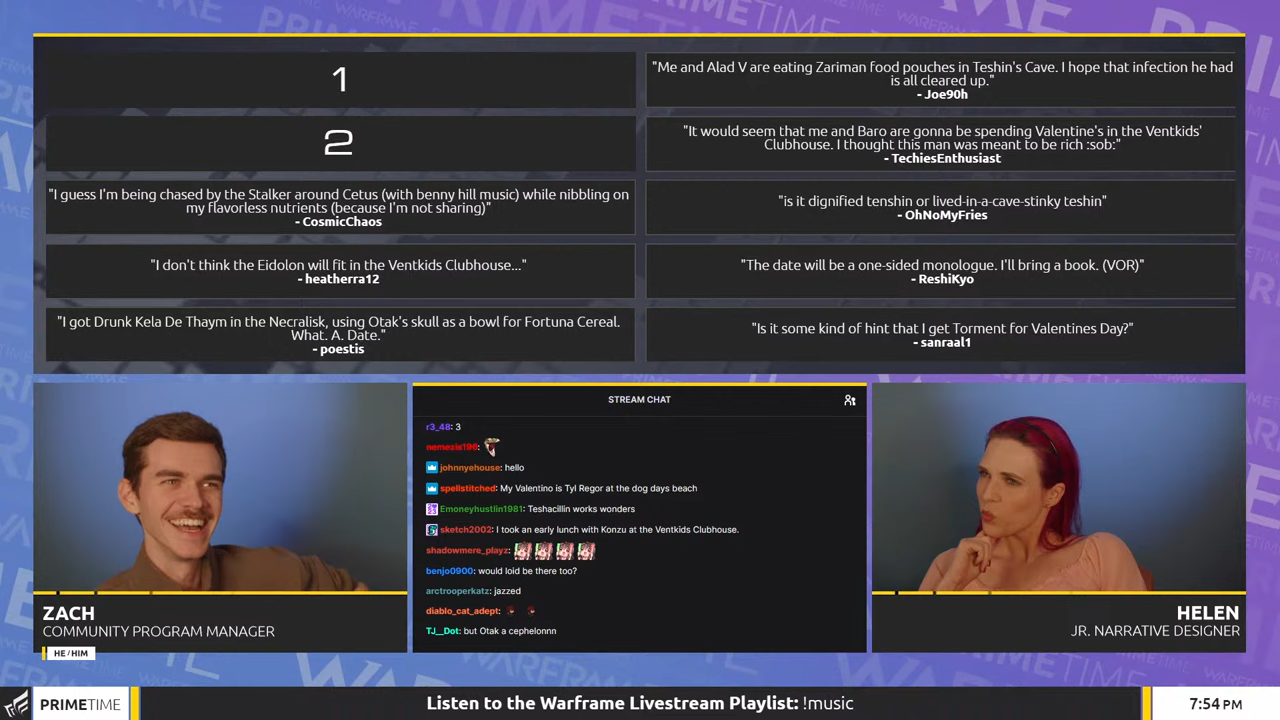 1
"Me and Alad V are eating Zariman food pouches in Teshin's Cave. I hope that infection he had
is all cleared up."
- Joe90h
2
"It would seem that me and Baro are gonna be spending Valentine's in the Ventkids'
Clubhouse. I thought this man was meant to be rich :sob:"
- TechiesEnthusiast
"I guess I'm being chased by the Stalker around Cetus (with benny hill music) while nibbling on
my flavorless nutrients (because I'm not sharing)"
- CosmicChaos
"is it dignified tenshin or lived-in-a-cave-stinky teshin"
- OhNoMyFries
"I don't think the Eidolon will fit in the Ventkids Clubhouse..."
- heatherra12
"The date will be a one-sided monologue. I'll bring a book. (VOR)"
- ReshiKyo
"I got Drunk Kela De Thaym in the Necralisk, using Otak's skull as a bowl for Fortuna Cereal.
What. A. Date."
- poestis
"Is it some kind of hint that I get Torment for Valentines Day?"
- sanraal1
STREAM CHAT
r3_48: 3
nemezis196:
johnnyehouse: hello
spellstitched: My Valentino is Tyl Regor at the dog days beach
Emoneyhustlin1981: Teshacillin works wonders
sketch2002: I took an early lunch with Konzu at the Ventkids Clubhouse.
shadowmere_playz:
benjo0900: would loid be there too?
arctrooperkatz: jazzed
diablo_cat_adept:
TJ__Dot: but Otak a cephelonnn
ZACH
COMMUNITY PROGRAM MANAGER
HE / HIM
HELEN
JR. NARRATIVE DESIGNER
PRIMETIME
Listen to the Warframe Livestream Playlist: !music
7:54 PM